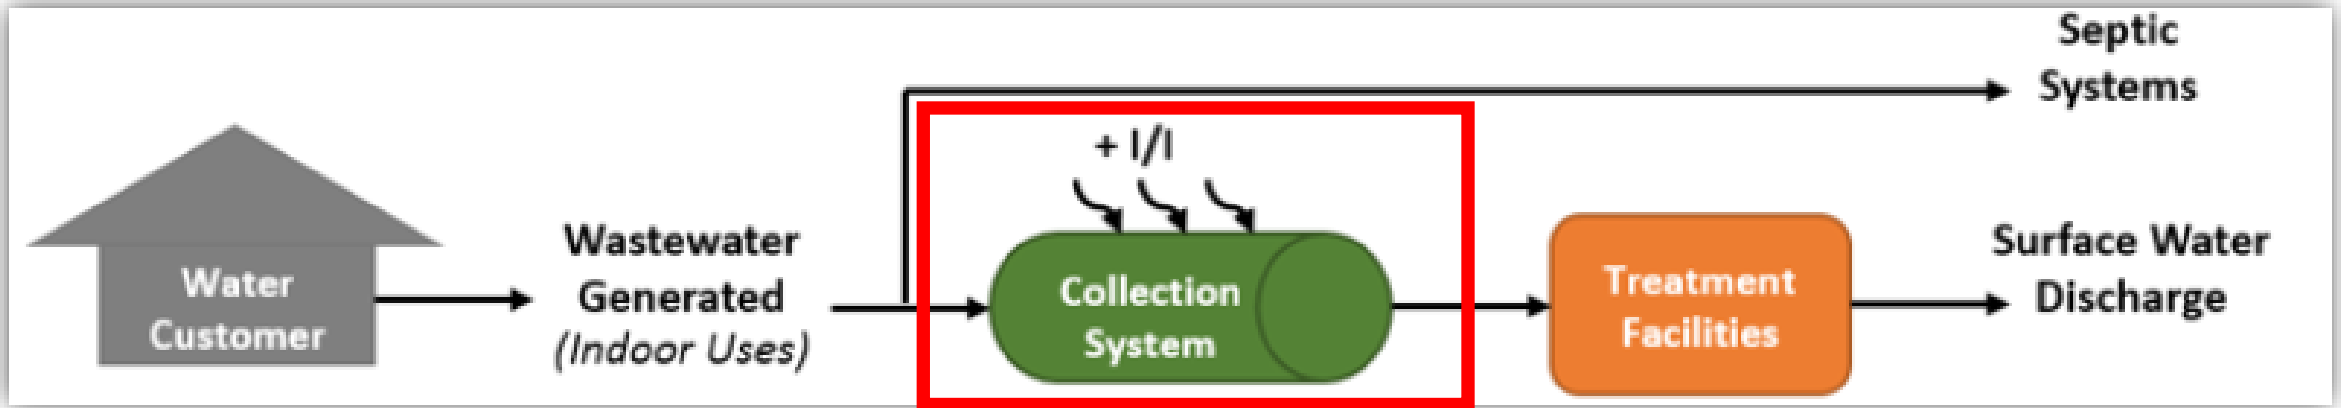 Septic
Systems
+ I/I
Water
Customer
Wastewater
Generated
(Indoor Uses)
Collection
System
Treatment
Facilities
Surface Water
Discharge